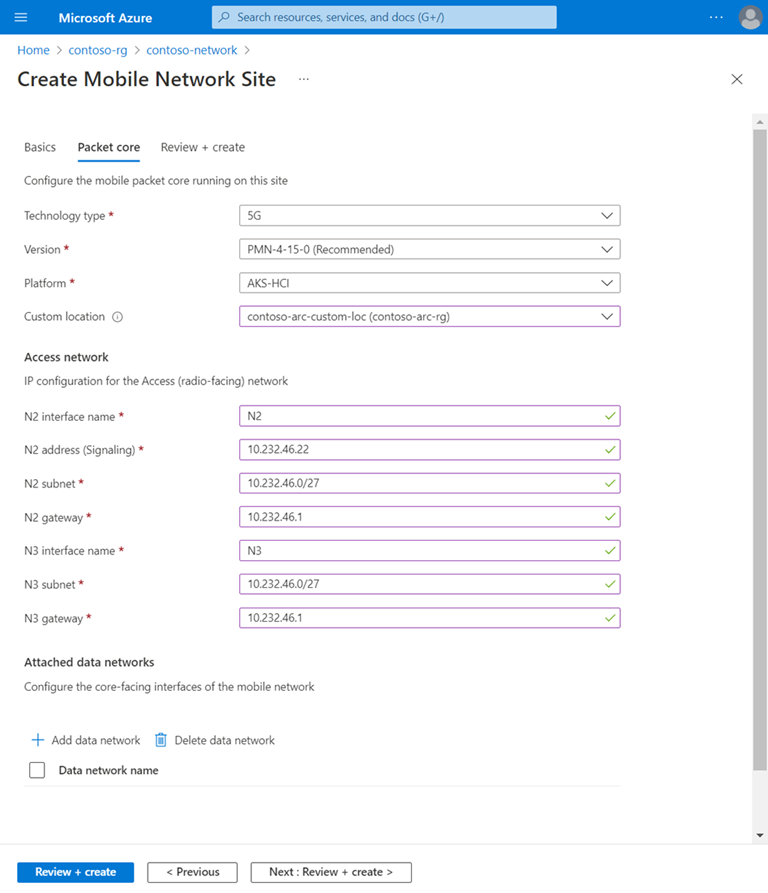 Microsoft Azure
Search resources, services, and docs (G+/)
...
Home > contoso-rg > contoso-network >
Create Mobile Network Site ...
Basics Packet core Review + create
Configure the mobile packet core running on this site
Technology type * 5G
Version * PMN-4-15-0 (Recommended)
Platform * AKS-HCI
Custom location contoso-arc-custom-loc (contoso-arc-rg)
Access network
IP configuration for the Access (radio-facing) network
N2 interface name * N2
N2 address (Signaling) * 10.232.46.22
N2 subnet * 10.232.46.0/27
N2 gateway * 10.232.46.1
N3 interface name * N3
N3 subnet * 10.232.46.0/27
N3 gateway * 10.232.46.1
Attached data networks
Configure the core-facing interfaces of the mobile network
Add data network Delete data network
Data network name
Review + create < Previous Next : Review + create >